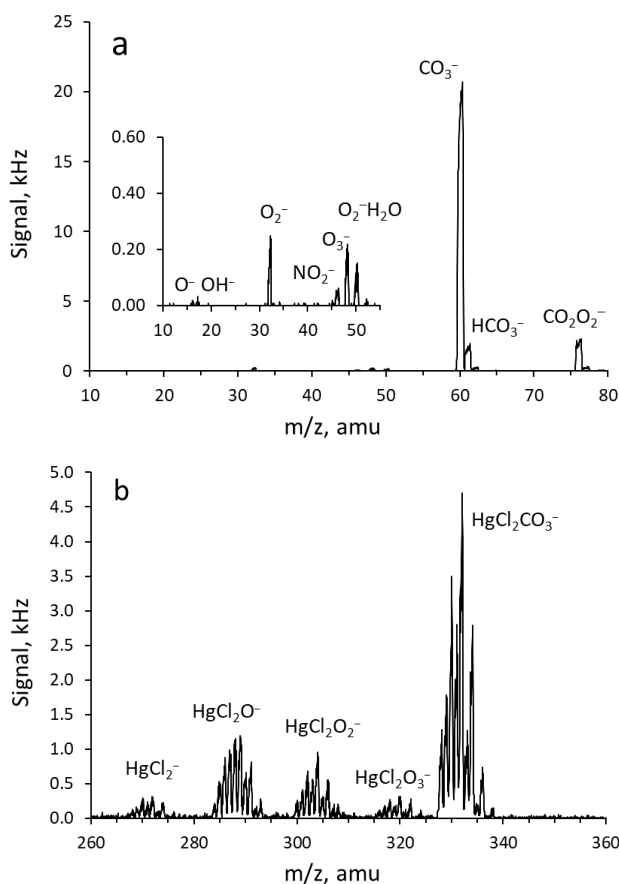 a
Signal, kHz
25
20
15
10
5
0
10 20 30 40 50 60 70 80
m/z, amu
CO₃⁻
HCO₃⁻
CO₂O₂⁻
0.60
0.40
0.20
0.00
10 20 30 40 50
O⁻ OH⁻
O₂⁻
NO₂⁻
O₃⁻
O₂⁻H₂O
b
Signal, kHz
5.0
4.5
4.0
3.5
3.0
2.5
2.0
1.5
1.0
0.5
0.0
260 280 300 320 340 360
m/z, amu
HgCl₂⁻
HgCl₂O⁻
HgCl₂O₂⁻
HgCl₂O₃⁻
HgCl₂CO₃⁻